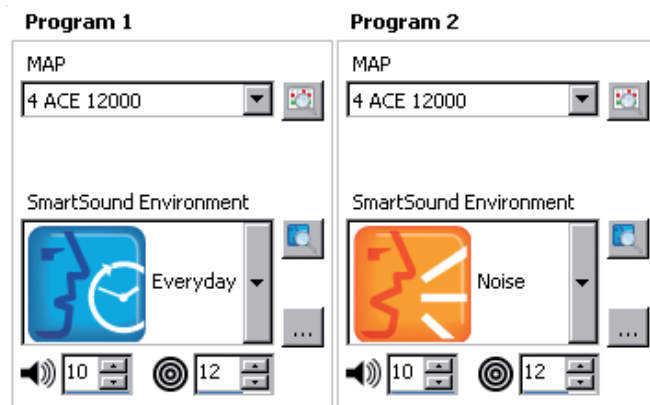 Program 1
MAP
4 ACE 12000
SmartSound Environment
Everyday
10 12
Program 2
MAP
4 ACE 12000
SmartSound Environment
Noise
...
10 12
...